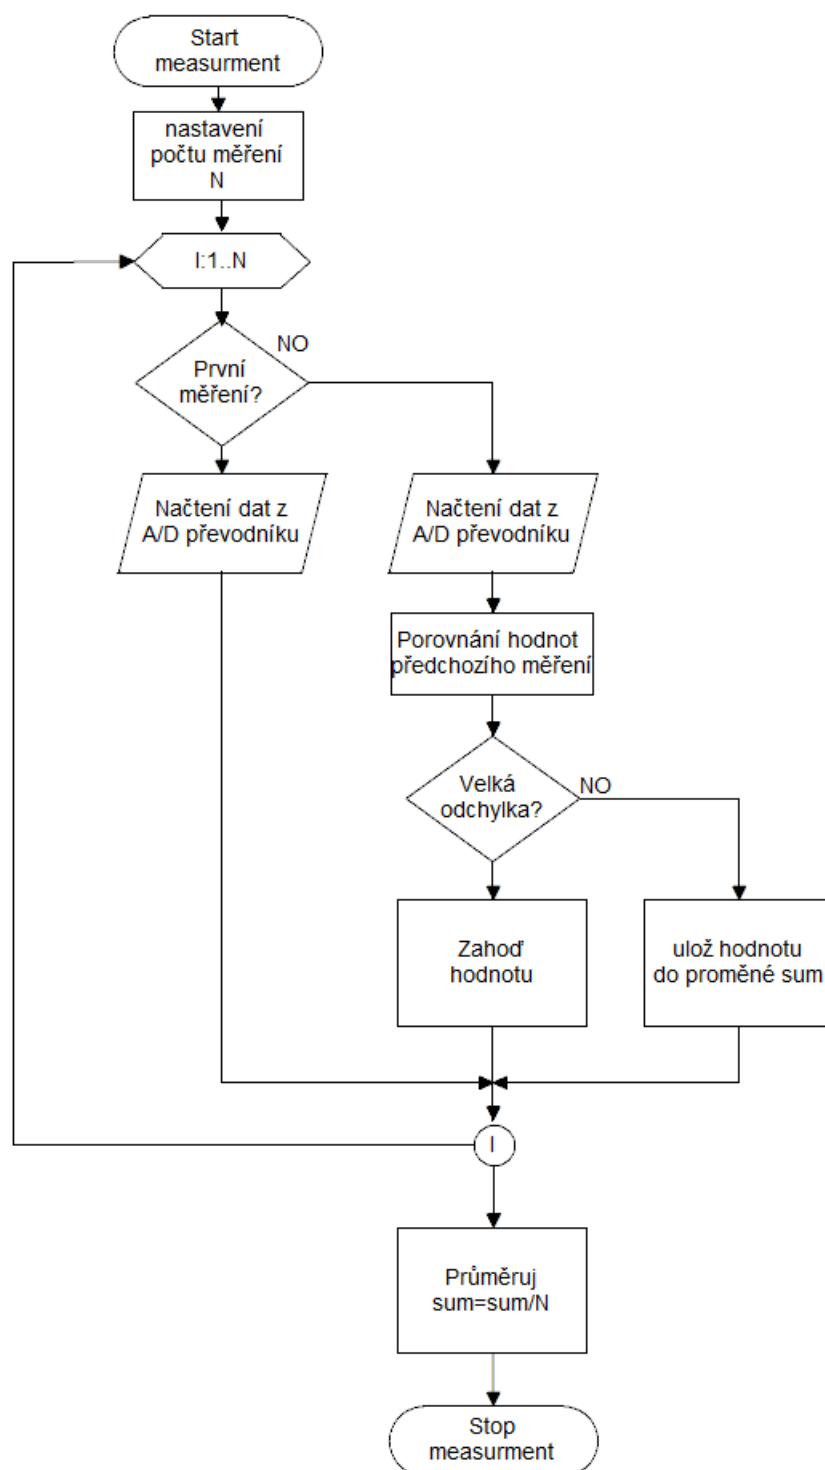 Start
measurment
nastavení
počtu měření
N
I:1..N
NO
První
měření?
Načtení dat z
A/D převodníku
Načtení dat z
A/D převodníku
Porovnání hodnot
předchozího měření
Velká
odchylka?
NO
Zahoď
hodnotu
ulož hodnotu
do proměné sum
I
Průměruj
sum=sum/N
Stop
measurment